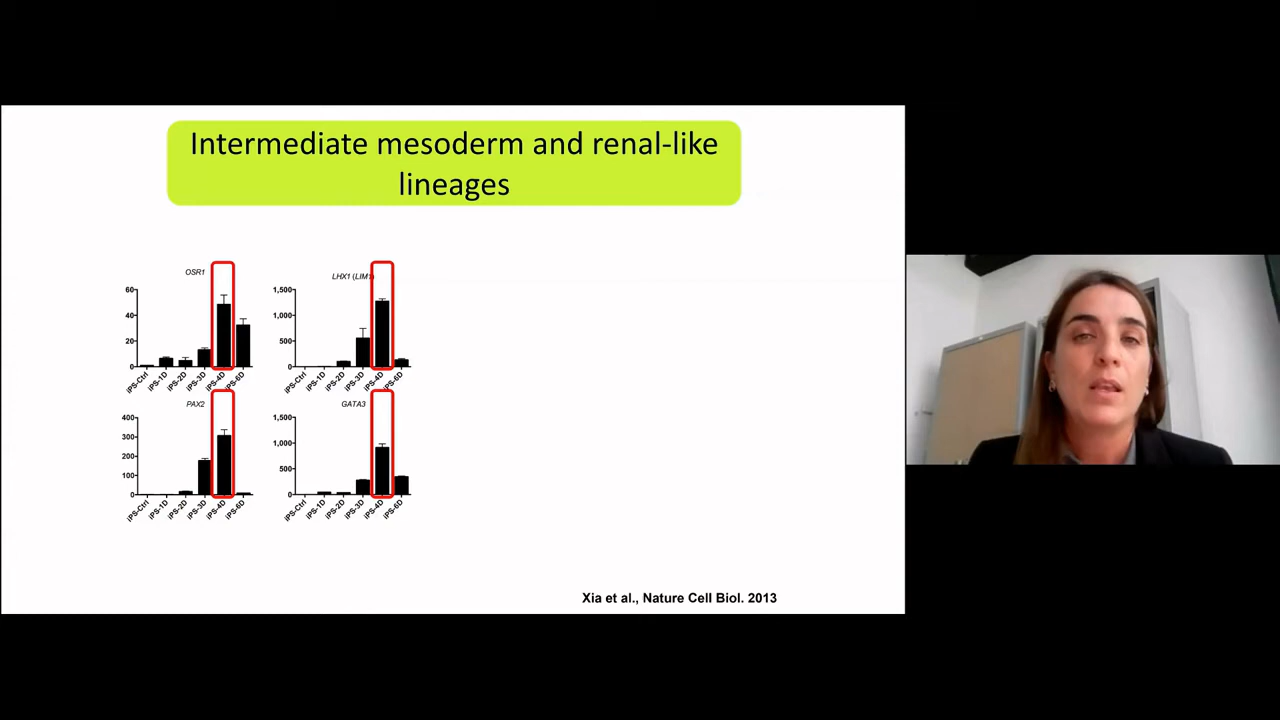 Intermediate mesoderm and renal-like
lineages
OSR1
60
40
20
0
iPS-Ctrl
iPS-1D
iPS-2D
iPS-3D
iPS-4D
iPS-6D
LHX1 (LIM1)
1,500
1,000
500
0
iPS-Ctrl
iPS-1D
iPS-2D
iPS-3D
iPS-4D
iPS-6D
PAX2
400
300
200
100
0
iPS-Ctrl
iPS-1D
iPS-2D
iPS-3D
iPS-4D
iPS-6D
GATA3
1,500
1,000
500
0
iPS-Ctrl
iPS-1D
iPS-2D
iPS-3D
iPS-4D
iPS-6D
Xia et al., Nature Cell Biol. 2013